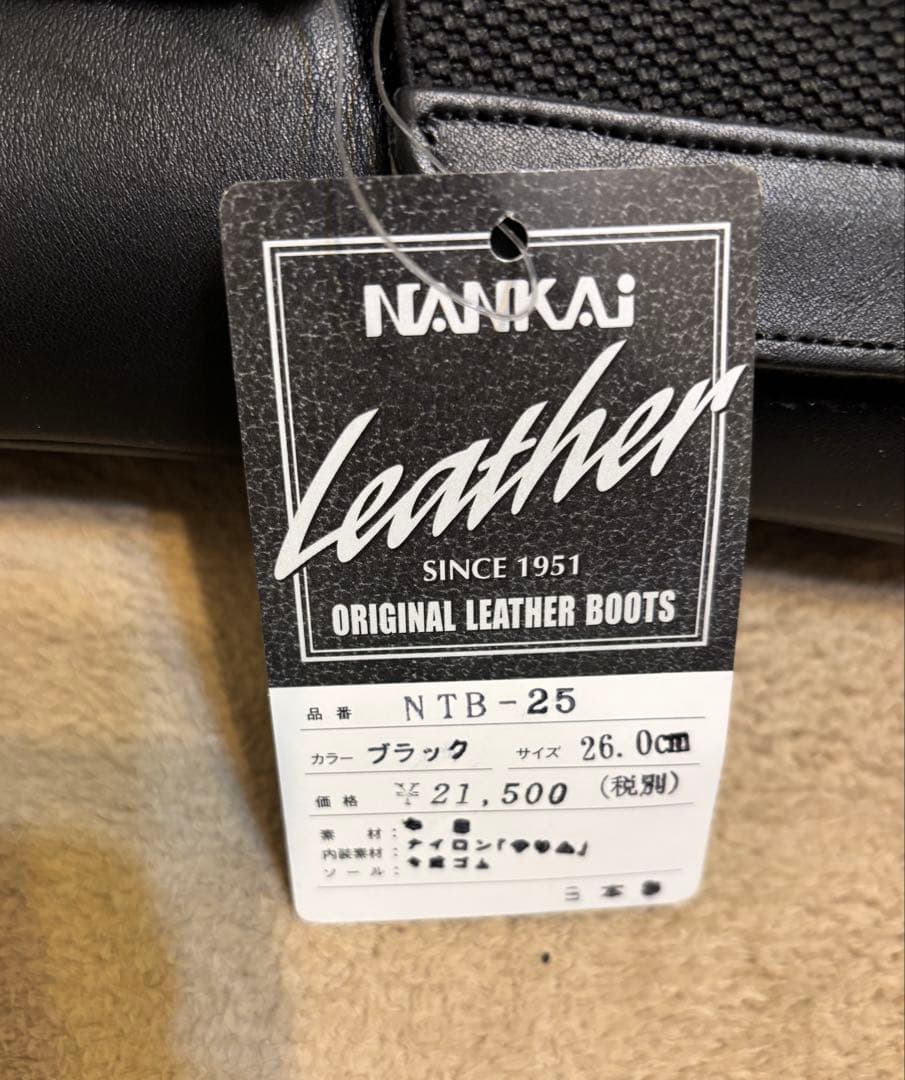 NANKAi
Leather
SINCE 1951
ORIGINAL LEATHER BOOTS
品番 NTB-25
カラー ブラック サイズ 26.0cm
価格 ¥21,500 (税別)
素材:
内装素材: ナイロン「
ソール: ゴム